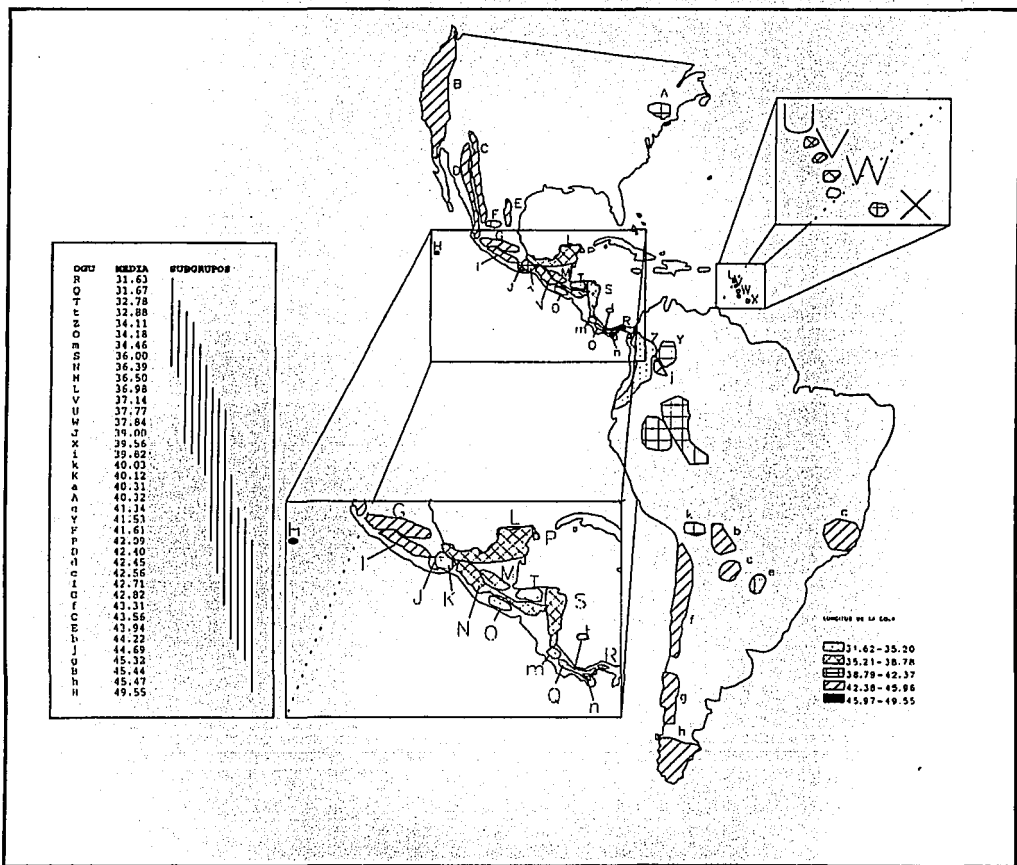 OGU MEDIA SUBGRUPOS
R 31.63
Q 31.67
T 32.78
t 32.88
Z 34.11
O 34.18
m 34.46
S 36.00
N 36.39
M 36.50
L 36.98
V 37.14
U 37.77
W 37.84
J 39.00
X 39.56
i 39.82
k 40.03
K 40.12
a 40.31
A 40.32
n 41.14
Y 41.53
F 41.61
P 42.09
d 42.40
e 42.45
c 42.56
I 42.71
G 42.82
f 43.31
C 43.56
E 43.94
b 44.22
j 44.69
g 45.32
B 45.44
h 45.47
H 49.55
A
B
C
D
E
F
G
H
I
J
L
M
T
S
N
O
d
m
R
Q
n
Z
Y
j
U
V
W
X
U
W
X
G
H
I
J
K
L
P
M
T
N
S
O
m
t
R
Q
n
k
b
c
e
f
g
h
LONGITUD DE LA COLA
31.62-35.20
35.21-38.78
38.79-42.37
42.38-45.96
45.97-49.55